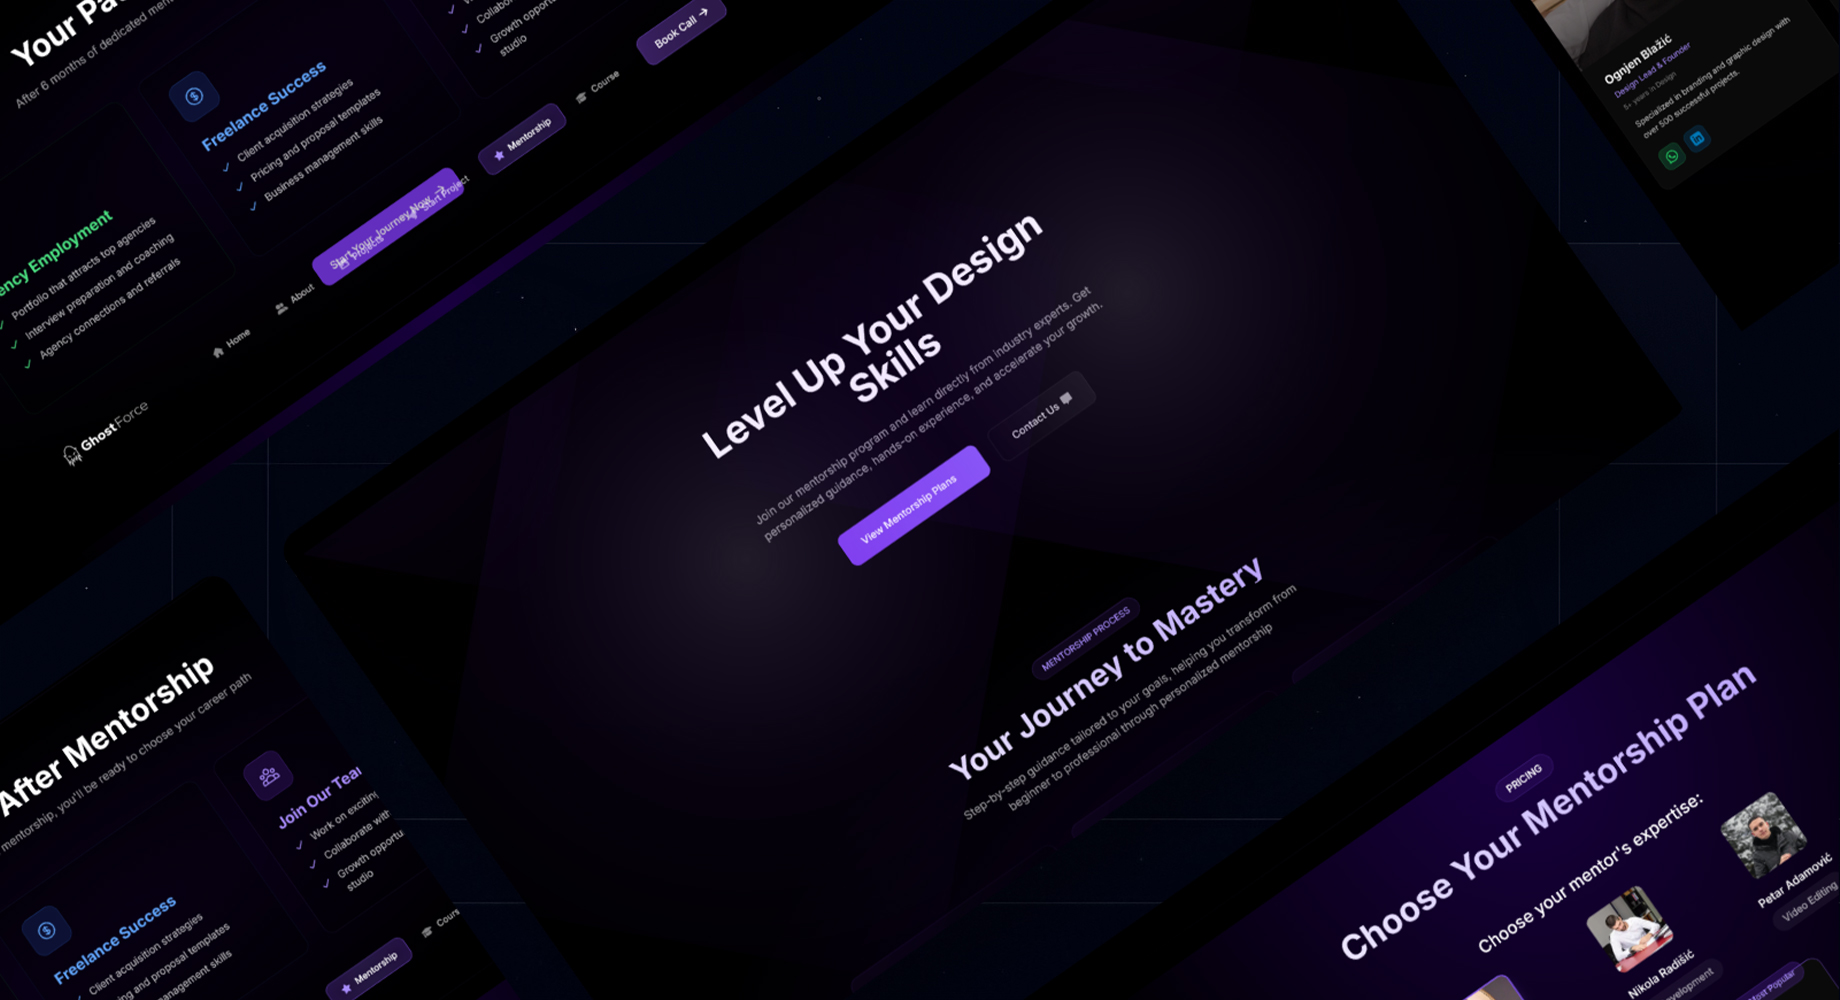 Your Pa
After 6 months of dedicated men
Freelance Success
Client acquisition strategies
Pricing and proposal templates
Business management skills
Collabo
Growth opport
studio
ency Employment
Portfolio that attracts top agencies
Interview preparation and coaching
Agency connections and referrals
Start Your Journey Now
Projects
Start Project
GhostForce
Home
About
Mentorship
Course
Book Call
Level Up Your Design
Skills
Join our mentorship program and learn directly from industry experts. Get
personalized guidance, hands-on experience, and accelerate your growth.
View Mentorship Plans
Contact Us
MENTORSHIP PROCESS
Your Journey to Mastery
Step-by-step guidance tailored to your goals, helping you transform from
beginner to professional through personalized mentorship
Ognjen Blažić
Design Lead & Founder
5+ years in Design
Specialized in branding and graphic design with
over 500 successful projects.
After Mentorship
mentorship, you'll be ready to choose your career path
Freelance Success
Client acquisition strategies
ing and proposal templates
management skills
Join Our Tea
Work on exciting
Collaborate with
Growth opportu
studio
Mentorship
Cours
PRICING
Choose Your Mentorship Plan
Choose your mentor's expertise:
Petar Adamović
Video Editing
Nikola Radišić
velopment
Most Popular